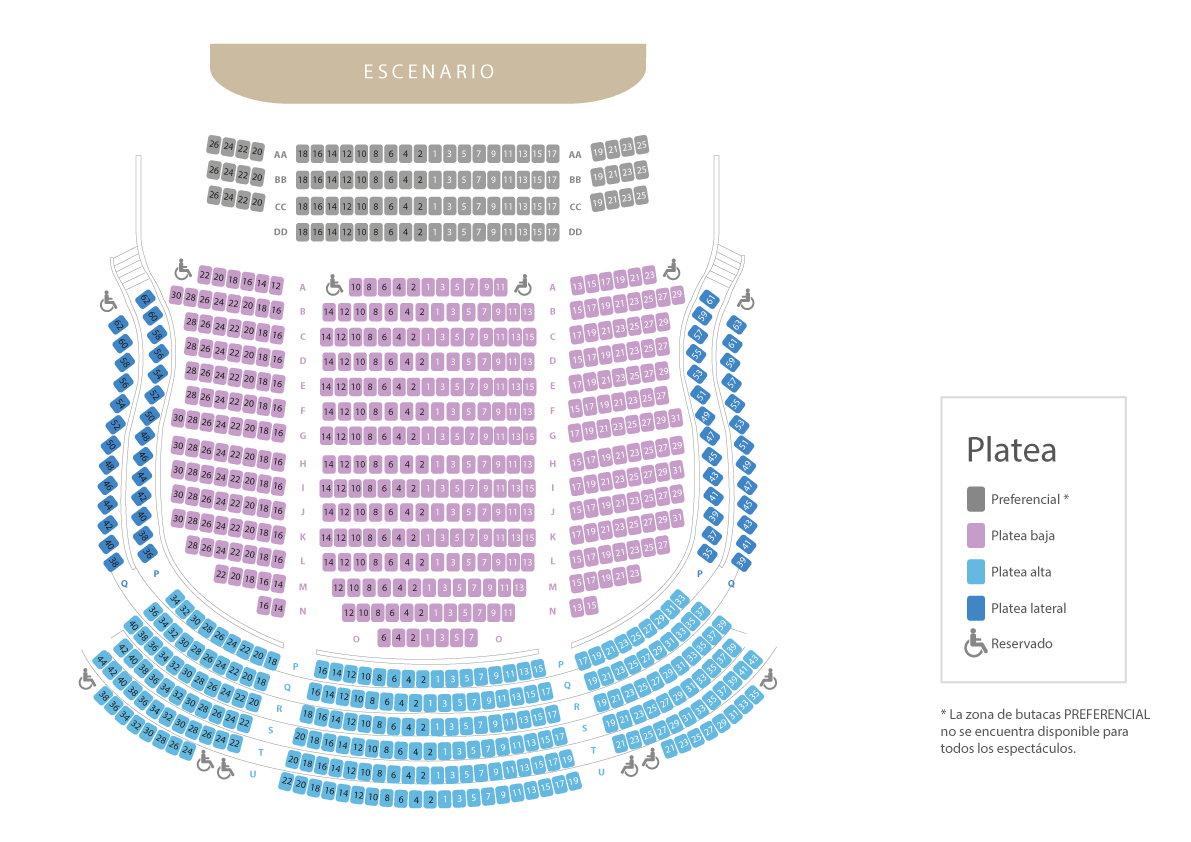 ESCENARIO
26 24 22 20 AA 18 16 14 12 10 8 6 4 2 1 3 5 7 9 11 13 15 17 AA 19 21 23 25
26 24 22 20 BB 18 16 14 12 10 8 6 4 2 1 3 5 7 9 11 13 15 17 BB 19 21 23 25
26 24 22 20 CC 18 16 14 12 10 8 6 4 2 1 3 5 7 9 11 13 15 17 CC 19 21 23 25
DD 18 16 14 12 10 8 6 4 2 1 3 5 7 9 11 13 15 17 DD
22 20 18 16 14 12 A 10 8 6 4 2 1 3 5 7 9 11 A 13 15 17 19 21 23
30 28 26 24 22 20 18 16 B 14 12 10 8 6 4 2 1 3 5 7 9 11 13 B 15 17 19 21 23 25 27 29
28 26 24 22 20 18 16 C 14 12 10 8 6 4 2 1 3 5 7 9 11 13 15 C 17 19 21 23 25 27 29
28 26 24 22 20 18 16 D 14 12 10 8 6 4 2 1 3 5 7 9 11 13 D 15 17 19 21 23 25 27
28 26 24 22 20 18 16 E 14 12 10 8 6 4 2 1 3 5 7 9 11 13 15 E 17 19 21 23 25 27 29
28 26 24 22 20 18 16 F 14 12 10 8 6 4 2 1 3 5 7 9 11 13 F 15 17 19 21 23 25 27
30 28 26 24 22 20 18 16 G 14 12 10 8 6 4 2 1 3 5 7 9 11 13 15 G 17 19 21 23 25 27 29 31
30 28 26 24 22 20 18 16 H 14 12 10 8 6 4 2 1 3 5 7 9 11 13 H 15 17 19 21 23 25 27 29
30 28 26 24 22 20 18 16 I 14 12 10 8 6 4 2 1 3 5 7 9 11 13 15 I 17 19 21 23 25 27 29 31
30 28 26 24 22 20 18 16 J 14 12 10 8 6 4 2 1 3 5 7 9 11 13 J 15 17 19 21 23 25 27 29
30 28 26 24 22 20 18 16 K 14 12 10 8 6 4 2 1 3 5 7 9 11 13 15 K 17 19 21 23 25 27 29 31
28 26 24 22 20 18 16 L 14 12 10 8 6 4 2 1 3 5 7 9 11 13 L 15 17 19 21 23 25 27
22 20 18 16 14 M 12 10 8 6 4 2 1 3 5 7 9 11 13 M 15 17 19 21 23
16 14 N 12 10 8 6 4 2 1 3 5 7 9 11 N 13 15
O 6 4 2 1 3 5 7 O
62 60 58 56 54 52 50 48 46 44 42 40 38 Q
62 60 58 56 54 52 50 48 46 44 42 40 38 36 P
61 59 57 55 53 51 49 47 45 43 41 39 37 35 P
63 61 59 57 55 53 51 49 47 45 43 41 39 Q
34 32 30 28 26 24 22 20 18 P 16 14 12 10 8 6 4 2 1 3 5 7 9 11 13 15 P 17 19 21 23 25 27 29 31 33
36 34 32 30 28 26 24 22 20 18 Q 16 14 12 10 8 6 4 2 1 3 5 7 9 11 13 15 17 Q 19 21 23 25 27 29 31 33 35 37
40 38 36 34 32 30 28 26 24 22 20 R 18 16 14 12 10 8 6 4 2 1 3 5 7 9 11 13 15 17 R 19 21 23 25 27 29 31 33 35 37 39
42 40 38 36 34 32 30 28 26 24 22 S 20 18 16 14 12 10 8 6 4 2 1 3 5 7 9 11 13 15 17 S 19 21 23 25 27 29 31 33 35 37 39
44 42 40 38 36 34 32 30 28 26 24 22 T 20 18 16 14 12 10 8 6 4 2 1 3 5 7 9 11 13 15 17 19 T 21 23 25 27 29 31 33 35 37 39 41 43
38 36 34 32 30 28 26 24 U 22 20 18 16 14 12 10 8 6 4 2 1 3 5 7 9 11 13 15 17 19 U 21 23 25 27 29 31 33 35
Platea
Preferencial *
Platea baja
Platea alta
Platea lateral
Reservado
* La zona de butacas PREFERENCIAL
no se encuentra disponible para
todos los espectáculos.